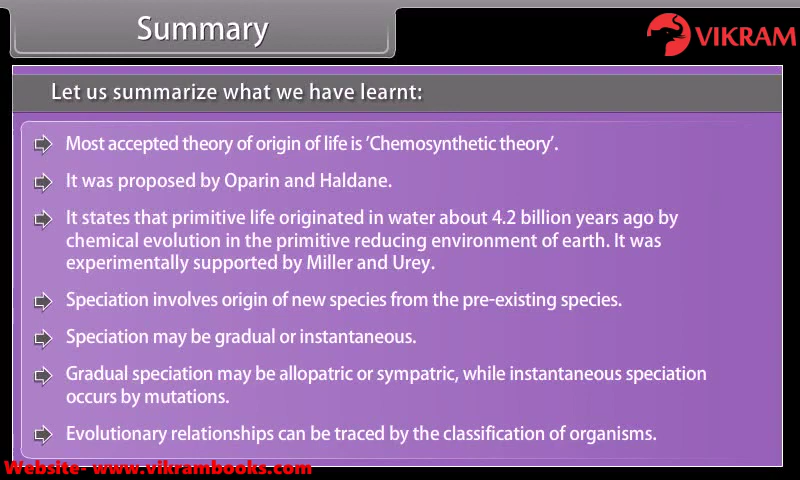 Summary
VIKRAM
Let us summarize what we have learnt:
Most accepted theory of origin of life is 'Chemosynthetic theory'.
It was proposed by Oparin and Haldane.
It states that primitive life originated in water about 4.2 billion years ago by
chemical evolution in the primitive reducing environment of earth. It was
experimentally supported by Miller and Urey.
Speciation involves origin of new species from the pre-existing species.
Speciation may be gradual or instantaneous.
Gradual speciation may be allopatric or sympatric, while instantaneous speciation
occurs by mutations.
Evolutionary relationships can be traced by the classification of organisms.
Website- www.vikrambooks.com